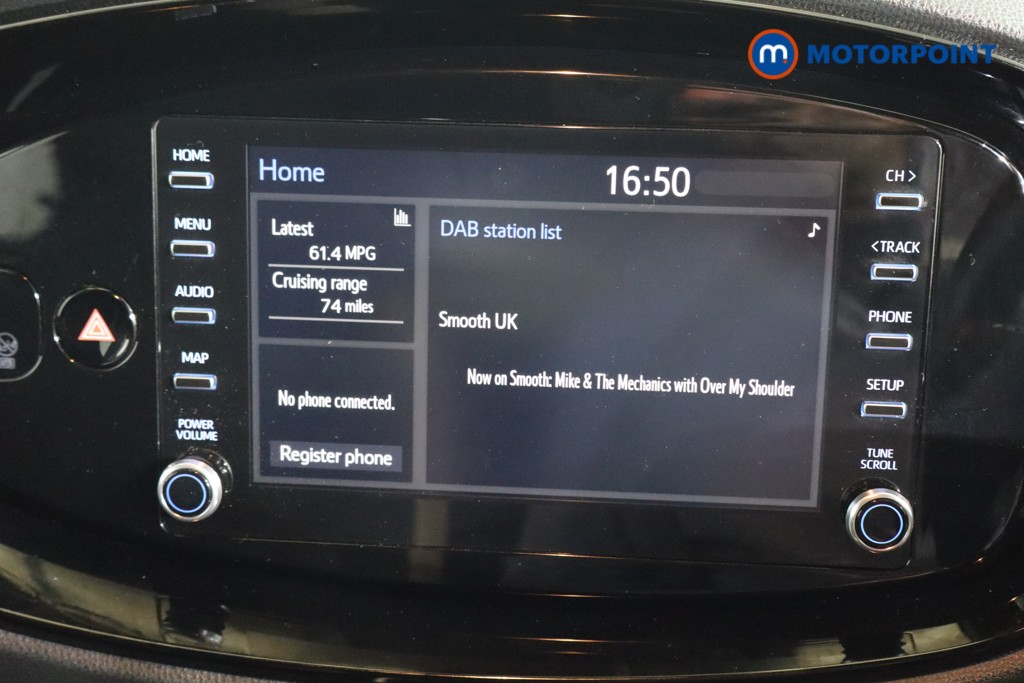 m MOTORPOINT
HOME
MENU
AUDIO
MAP
POWER
VOLUME
Home
16:50
Latest
61.4 MPG
Cruising range
74 miles
No phone connected.
Register phone
DAB station list
Smooth UK
Now on Smooth: Mike & The Mechanics with Over My Shoulder
CH >
<TRACK
PHONE
SETUP
TUNE
SCROLL